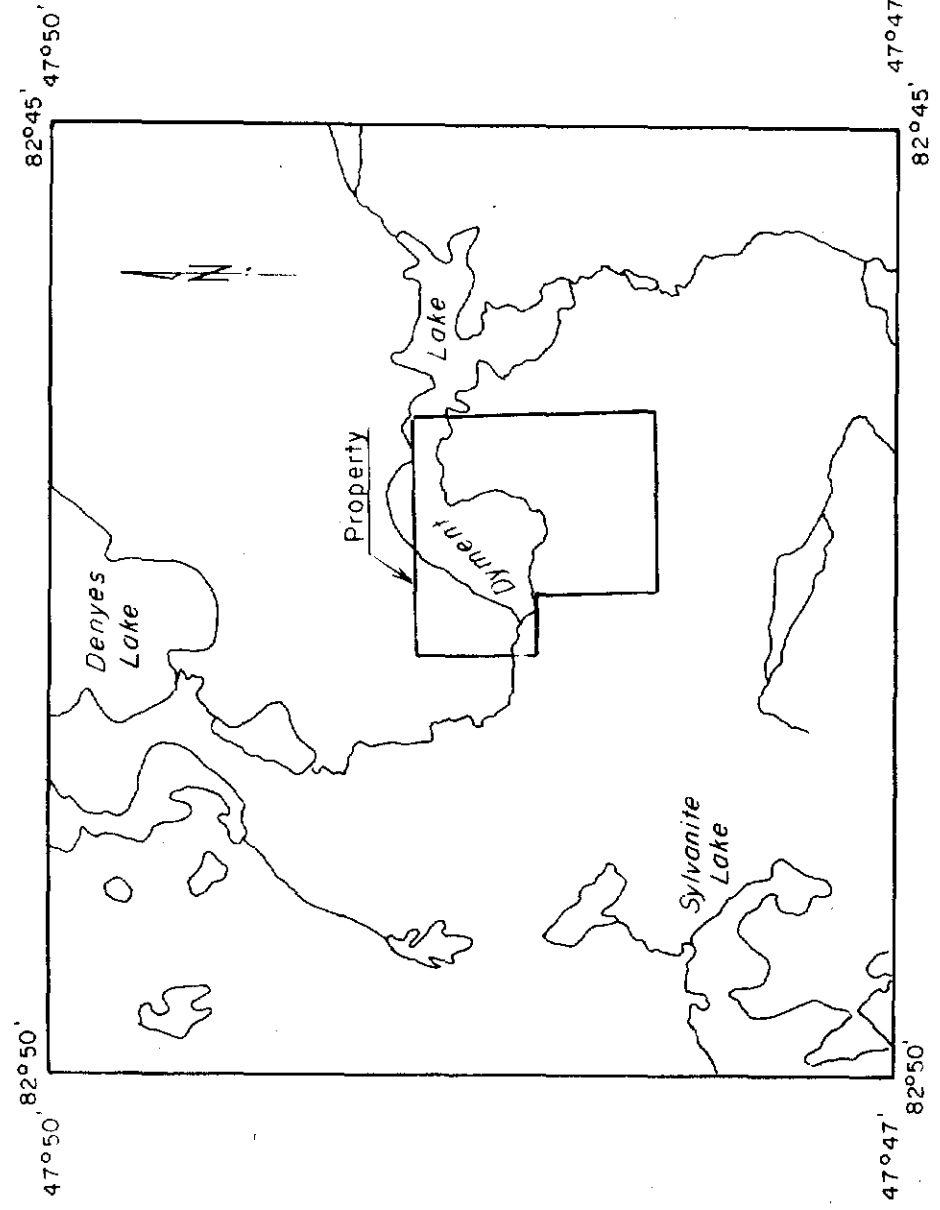 82°50' 82°45'
47°50' 47°50'
Denyes
Lake
N
Property
Lake
Dyment
Sylvanite
Lake
47°47' 47°47'
82°50' 82°45'